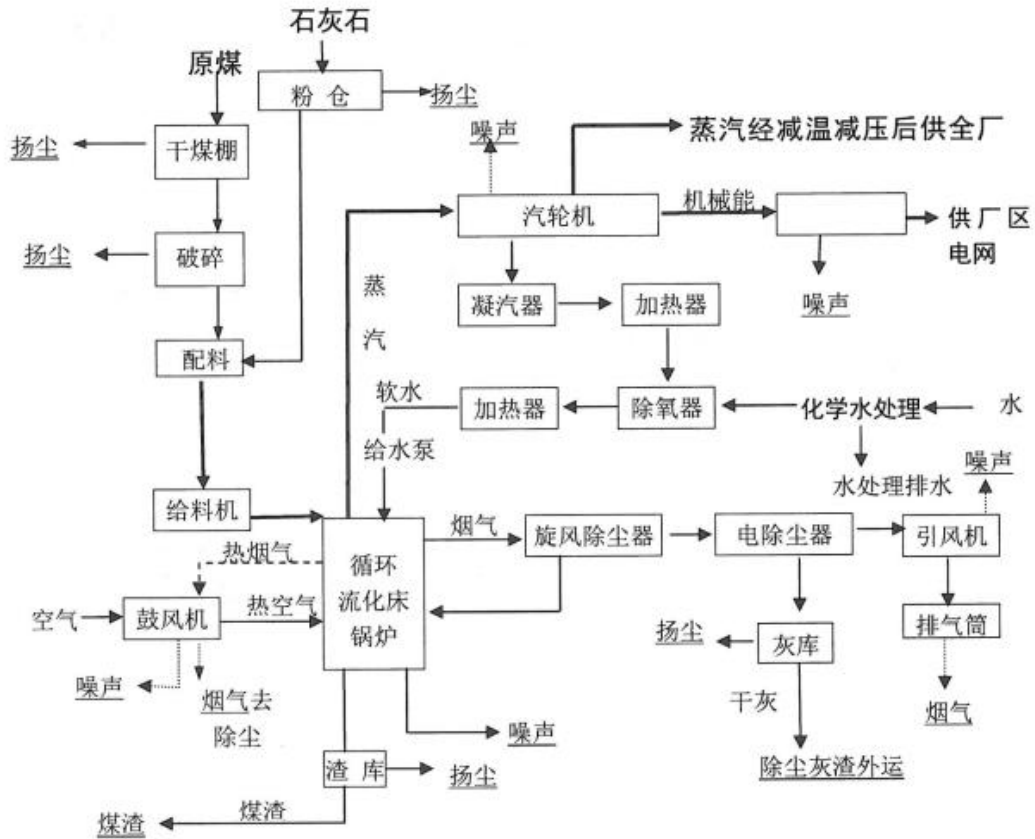 石灰石
原煤
粉 仓
扬尘
噪声
蒸汽经减温减压后供全厂
扬尘
干煤棚
汽轮机
机械能
供厂区
电网
扬尘
破碎
蒸
汽
凝汽器
加热器
噪声
配料
软水
加热器
除氧器
化学水处理
水
给水泵
噪声
水处理排水
给料机
烟气
旋风除尘器
电除尘器
引风机
热烟气
循环
流化床
锅炉
空气
鼓风机
热空气
扬尘
灰库
排气筒
噪声
烟气去
除尘
干灰
烟气
噪声
渣 库
扬尘
除尘灰渣外运
煤渣
煤渣